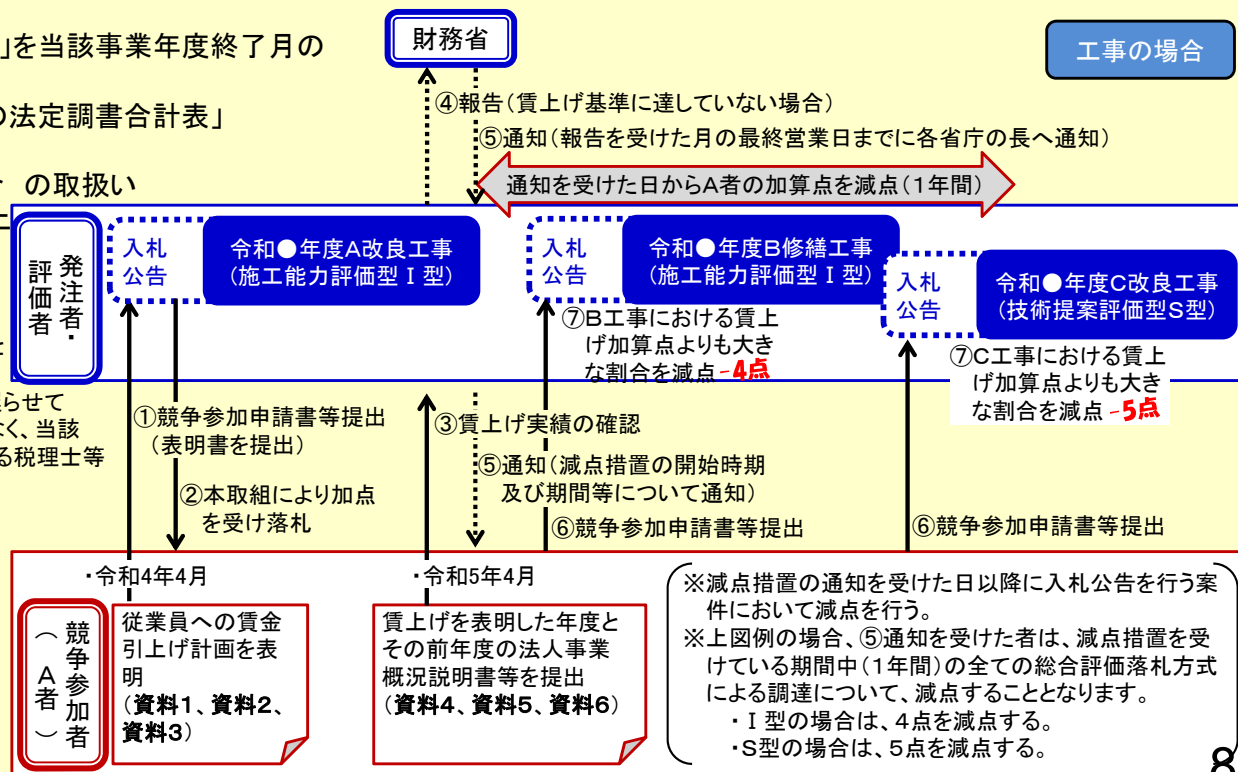 」を当該事業年度終了月の
の法定調書合計表」
の取扱い
財務省
工事の場合
④報告(賃上げ基準に達していない場合)
⑤通知(報告を受けた月の最終営業日までに各省庁の長へ通知)
通知を受けた日からA者の加算点を減点(1年間)
発注者・
評価者
入札
公告
令和●年度A改良工事
(施工能力評価型Ⅰ型)
入札
公告
令和●年度B修繕工事
(施工能力評価型Ⅰ型)
入札
公告
令和●年度C改良工事
(技術提案評価型S型)
⑦B工事における賃上
げ加算点よりも大き
な割合を減点 -4点
⑦C工事における賃上
げ加算点よりも大き
な割合を減点 -5点
らせて
く、当該
る税理士等
①競争参加申請書等提出
(表明書を提出)
②本取組により加点
を受け落札
③賃上げ実績の確認
⑤通知(減点措置の開始時期
及び期間等について通知)
⑥競争参加申請書等提出
⑥競争参加申請書等提出
競争参加者
(A者)
・令和4年4月
従業員への賃金
引上げ計画を表
明
(資料1、資料2、
資料3)
・令和5年4月
賃上げを表明した年度と
その前年度の法人事業
概況説明書等を提出
(資料4、資料5、資料6)
※減点措置の通知を受けた日以降に入札公告を行う案
件において減点を行う。
※上図例の場合、⑤通知を受けた者は、減点措置を受
けている期間中(1年間)の全ての総合評価落札方式
による調達について、減点することとなります。
・Ⅰ型の場合は、4点を減点する。
・S型の場合は、5点を減点する。
8